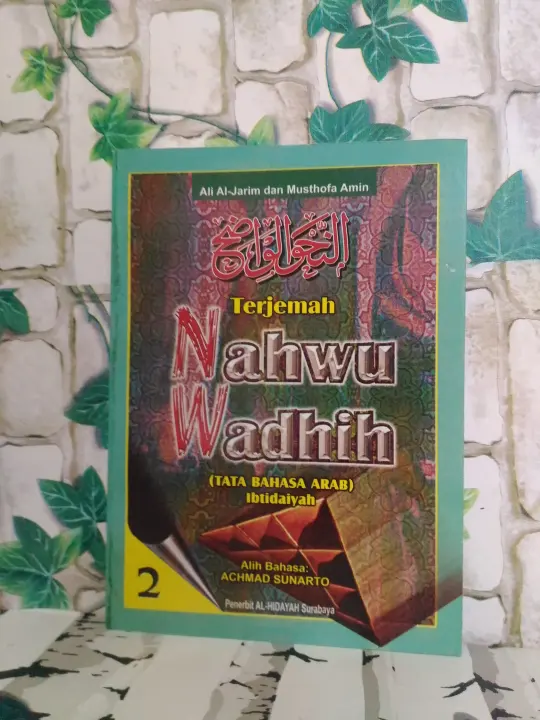 Ali Al-Jarim dan Musthofa Amin
النحو الواضح
Terjemah
Nahwu
Wadhih
(TATA BAHASA ARAB)
Ibtidaiyah
Alih Bahasa:
ACHMAD SUNARTO
2
Penerbit AL-HIDAYAH Surabaya